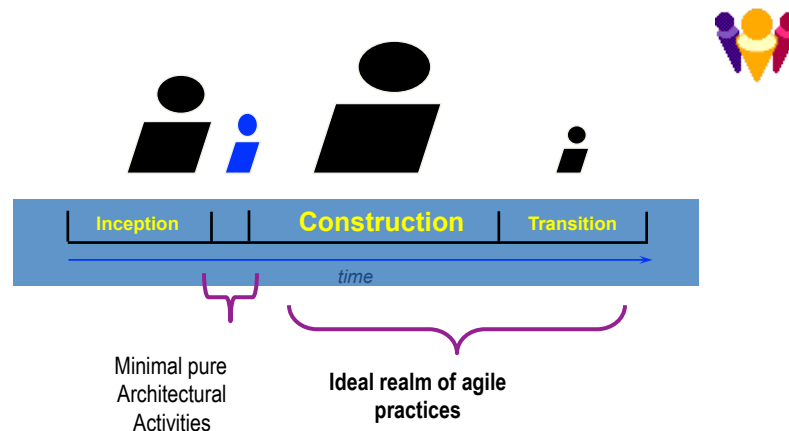 Inception
Construction
Transition
time
Minimal pure
Architectural
Activities
Ideal realm of agile
practices